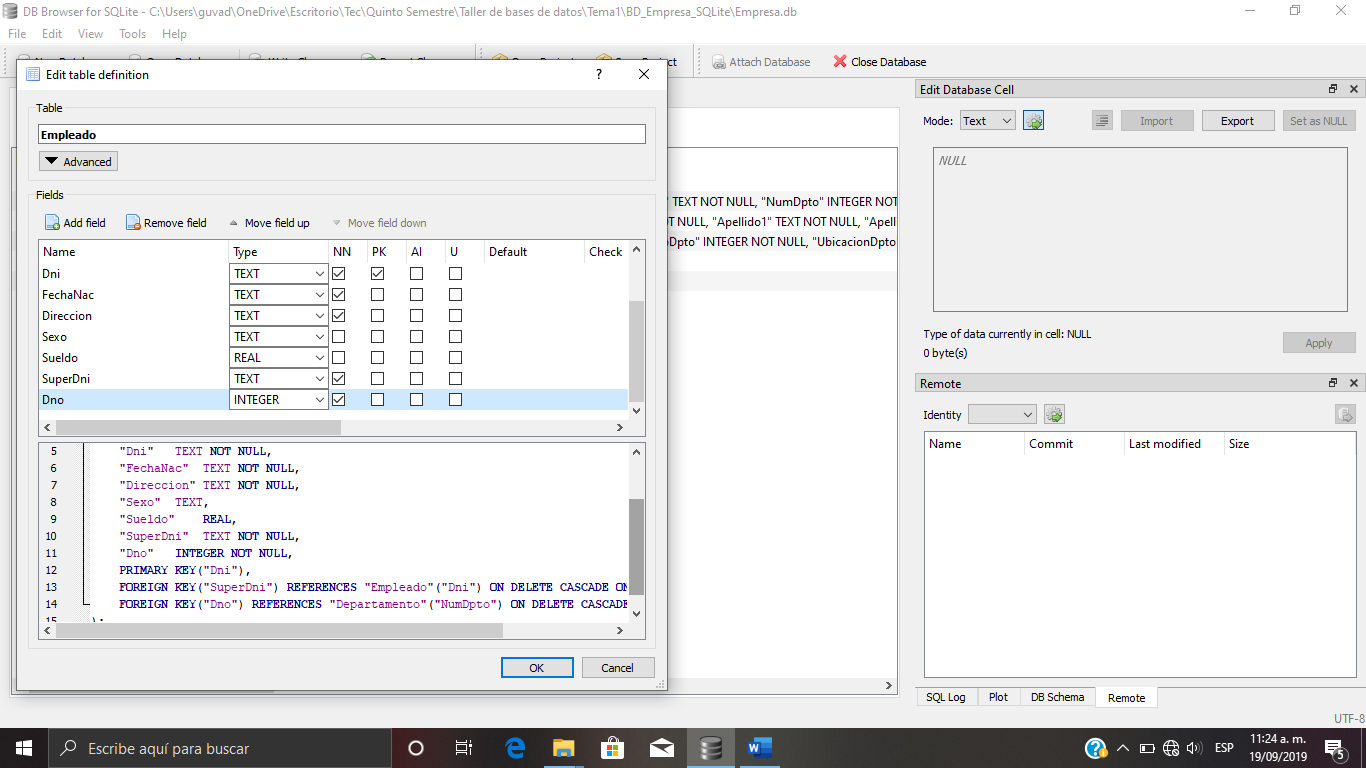 DB Browser for SQLite - C:\Users\guvad\OneDrive\Escritorio\Tec\Quinto Semestre\Taller de bases de datos\Tema1\BD_Empresa_SQLite\Empresa.db
File Edit View Tools Help
Attach Database Close Database
Edit table definition ?
Table
Empleado
Advanced
Fields
Add field Remove field Move field up Move field down
Name Type NN PK AI U Default Check
Dni TEXT
FechaNac TEXT
Direccion TEXT
Sexo TEXT
Sueldo REAL
SuperDni TEXT
Dno INTEGER
5 "Dni" TEXT NOT NULL,
6 "FechaNac" TEXT NOT NULL,
7 "Direccion" TEXT NOT NULL,
8 "Sexo" TEXT,
9 "Sueldo" REAL,
10 "SuperDni" TEXT NOT NULL,
11 "Dno" INTEGER NOT NULL,
12 PRIMARY KEY("Dni"),
13 FOREIGN KEY("SuperDni") REFERENCES "Empleado"("Dni") ON DELETE CASCADE ON
14 FOREIGN KEY("Dno") REFERENCES "Departamento"("NumDpto") ON DELETE CASCADE
15 );
OK Cancel
" TEXT NOT NULL, "NumDpto" INTEGER NOT
OT NULL, "Apellido1" TEXT NOT NULL, "Apell
Dpto" INTEGER NOT NULL, "UbicacionDpto
Edit Database Cell
Mode: Text Import Export Set as NULL
NULL
Type of data currently in cell: NULL
0 byte(s)
Apply
Remote
Identity
Name Commit Last modified Size
SQL Log Plot DB Schema Remote
UTF-8
Escribe aquí para buscar
ESP
11:24 a. m.
19/09/2019
5